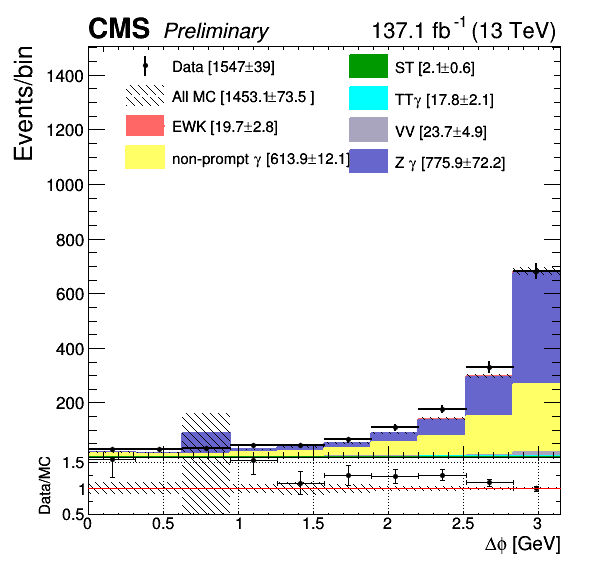 CMS Preliminary 137.1 fb⁻¹ (13 TeV)
Events/bin
1400
1200
1000
800
600
400
200
Data [1547±39]
All MC [1453.1±73.5 ]
EWK [19.7±2.8]
non-prompt γ [613.9±12.1]
ST [2.1±0.6]
TTγ [17.8±2.1]
VV [23.7±4.9]
Z γ [775.9±72.2]
Data/MC
1.5
1
0.5
0 0.5 1 1.5 2 2.5 3
Δϕ [GeV]